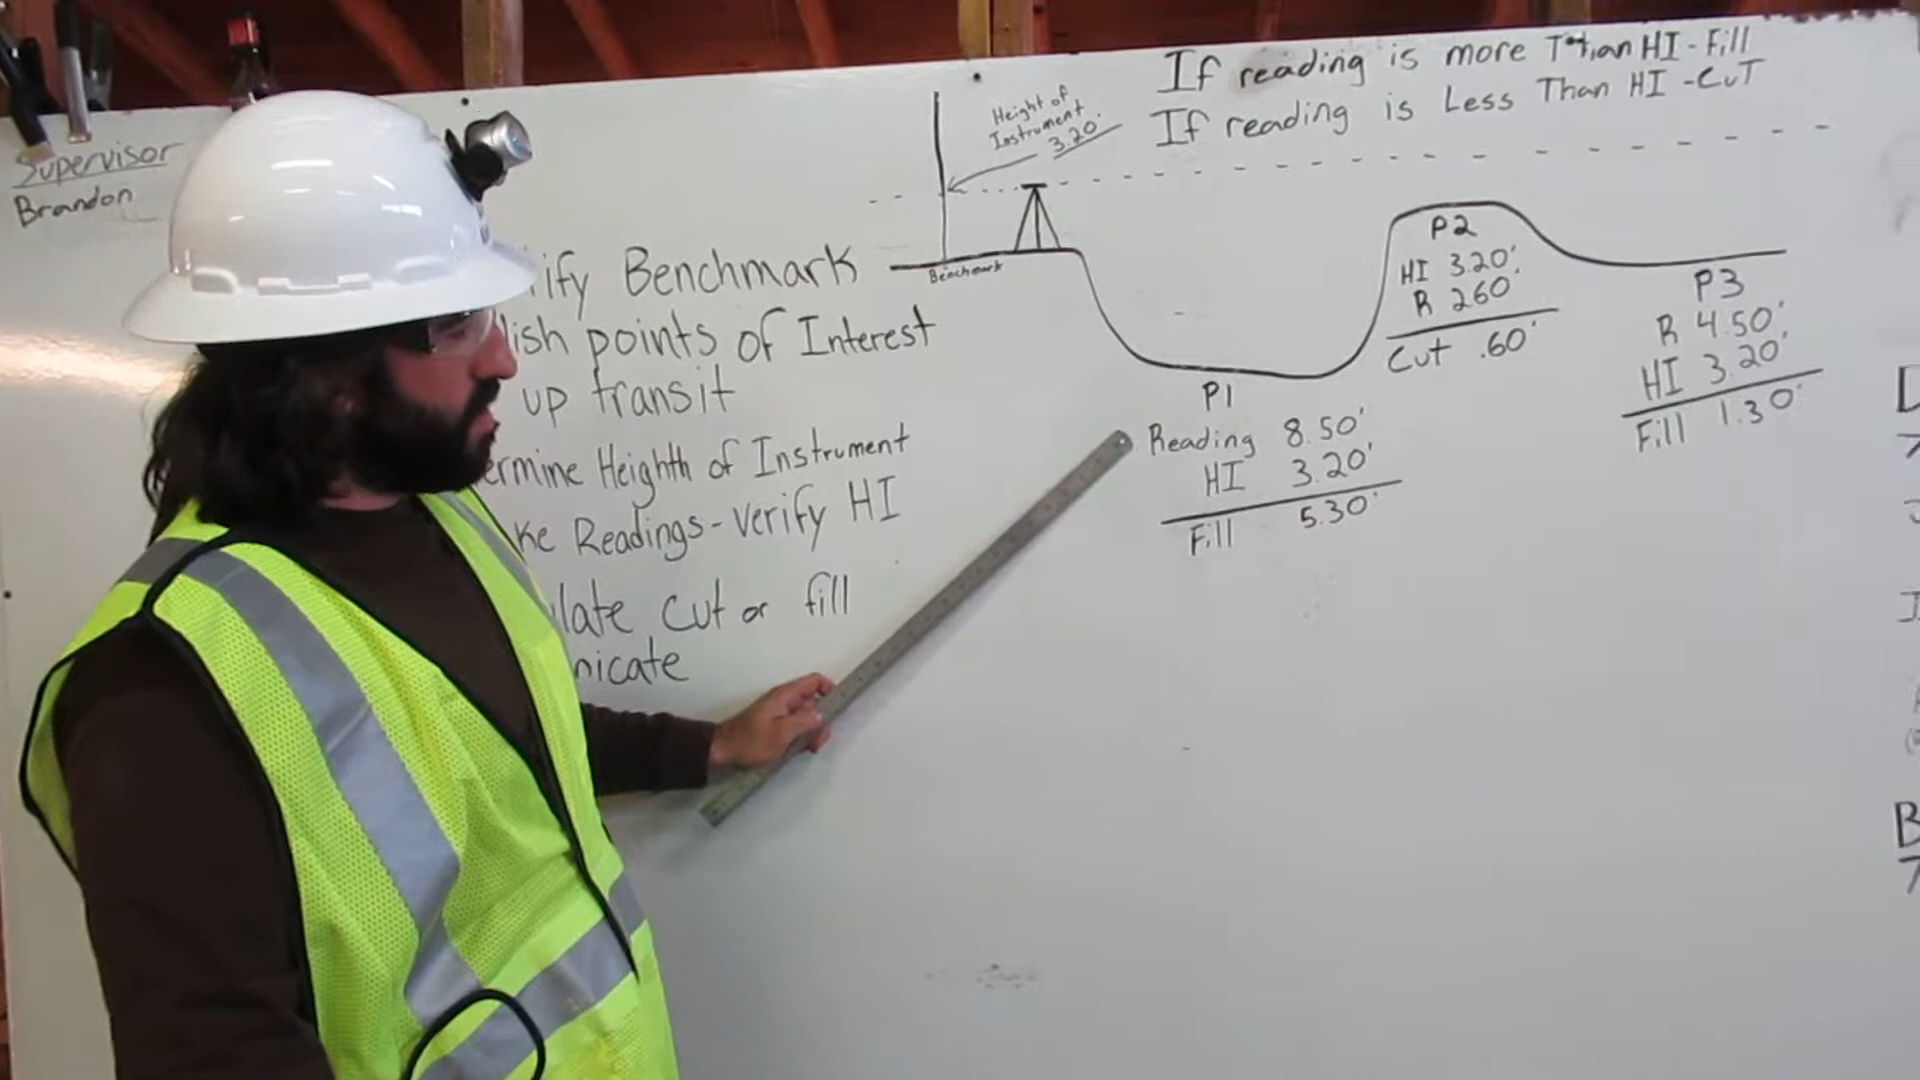 Supervisor
Brandon
If reading is more Than HI - Fill
If reading is Less Than HI - CuT
Height of
Instrument
3.20'
Benchmark
ify Benchmark
lish points of Interest
up transit
ermine Heighth of Instrument
ke Readings - Verify HI
late Cut or fill
nicate
P1
Reading 8.50'
HI 3.20'
Fill 5.30'
P2
HI 3.20'
R 2.60'
Cut .60'
P3
R 4.50'
HI 3.20'
Fill 1.30'